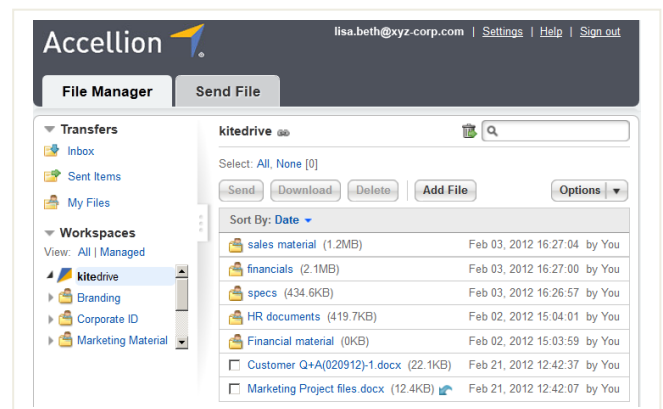 Accellion
lisa.beth@xyz-corp.com | Settings | Help | Sign out
File Manager
Send File
Transfers
Inbox
Sent Items
My Files
Workspaces
View: All | Managed
kitedrive
Branding
Corporate ID
Marketing Material
kitedrive
Select: All, None [0]
Send Download Delete Add File Options
Sort By: Date
sales material (1.2MB) Feb 03, 2012 16:27:04 by You
financials (2.1MB) Feb 03, 2012 16:27:00 by You
specs (434.6KB) Feb 03, 2012 16:26:57 by You
HR documents (419.7KB) Feb 02, 2012 15:04:01 by You
Financial material (0KB) Feb 02, 2012 15:03:59 by You
Customer Q+A(020912)-1.docx (22.1KB) Feb 21, 2012 12:42:37 by You
Marketing Project files.docx (12.4KB) Feb 21, 2012 12:42:07 by You